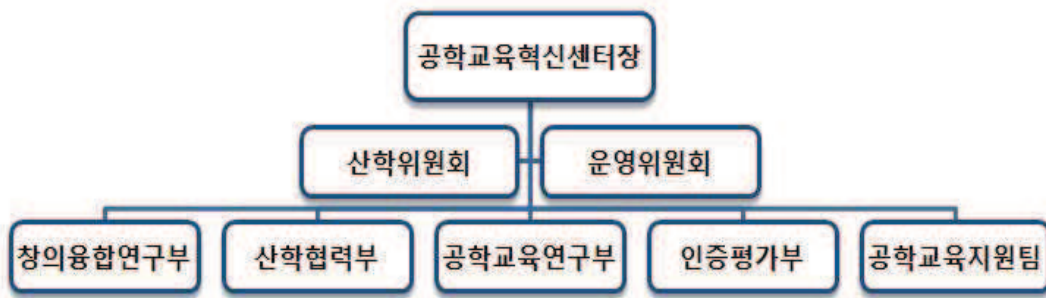 공학교육혁신센터장
산학위원회
운영위원회
창의융합연구부
산학협력부
공학교육연구부
인증평가부
공학교육지원팀